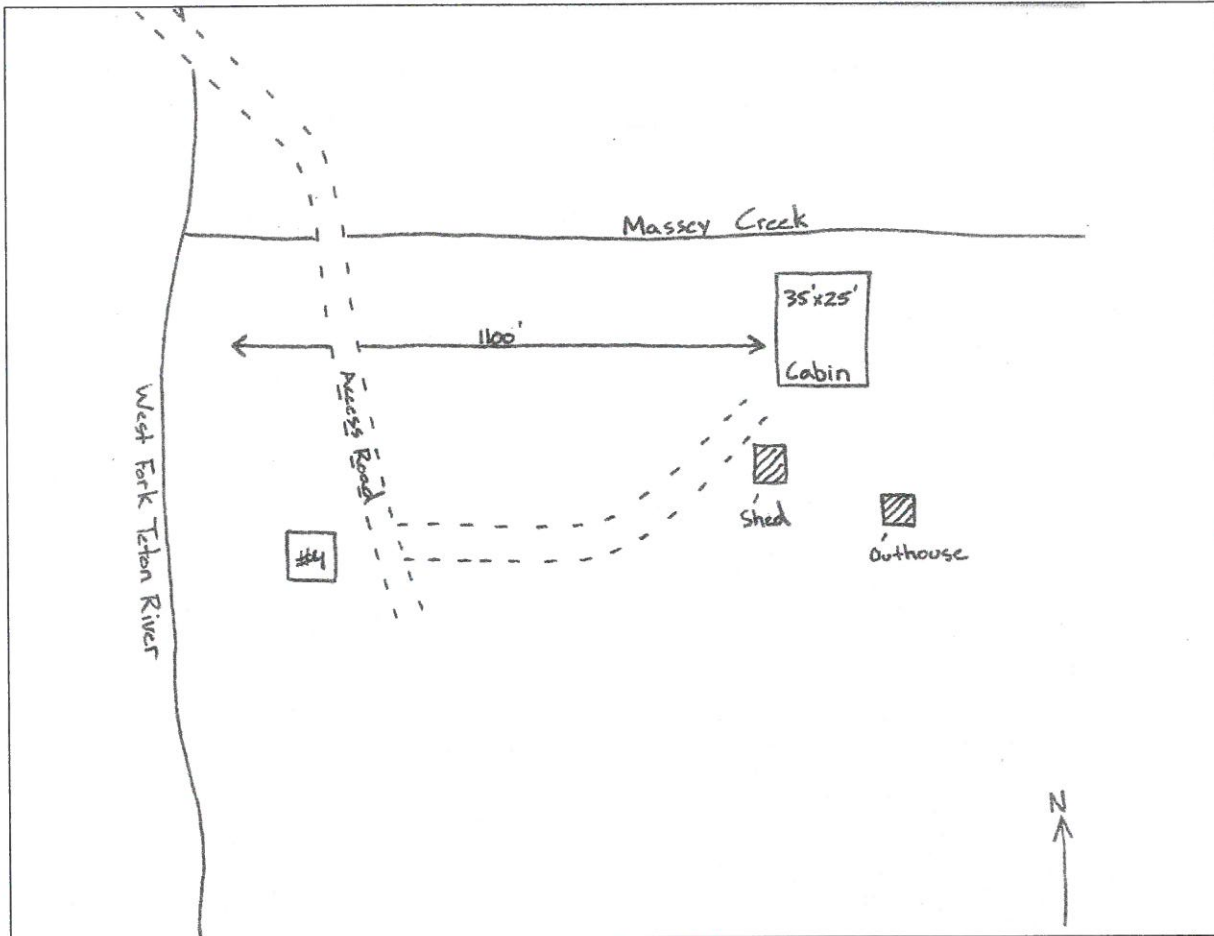 Massey Creek
35'x25'
Cabin
1100'
Access Road
West Fork Teton River
#4
Shed
Outhouse
N